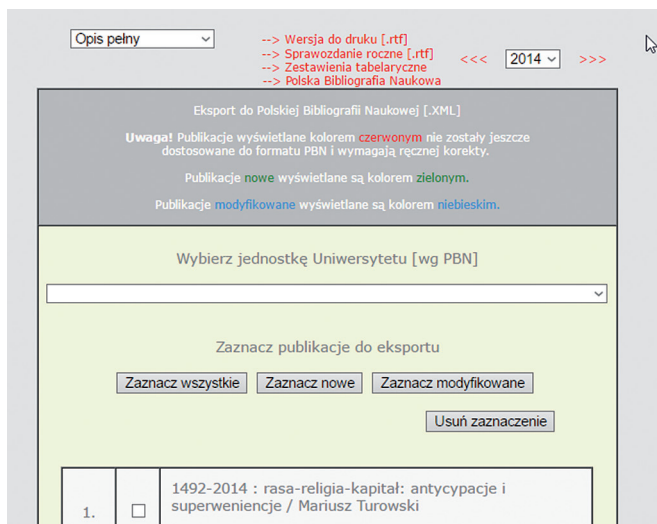 Opis pełny
--> Wersja do druku [.rtf]
--> Sprawozdanie roczne [.rtf]
--> Zestawienia tabelaryczne
--> Polska Bibliografia Naukowa
<<< 2014 >>>
Eksport do Polskiej Bibliografii Naukowej [.XML]
Uwaga! Publikacje wyświetlane kolorem czerwonym nie zostały jeszcze
dostosowane do formatu PBN i wymagają ręcznej korekty.
Publikacje nowe wyświetlane są kolorem zielonym.
Publikacje modyfikowane wyświetlane są kolorem niebieskim.
Wybierz jednostkę Uniwersytetu [wg PBN]
Zaznacz publikacje do eksportu
Zaznacz wszystkie Zaznacz nowe Zaznacz modyfikowane
Usuń zaznaczenie
1. 1492-2014 : rasa-religia-kapitał: antycypacje i
superweniencje / Mariusz Turowski